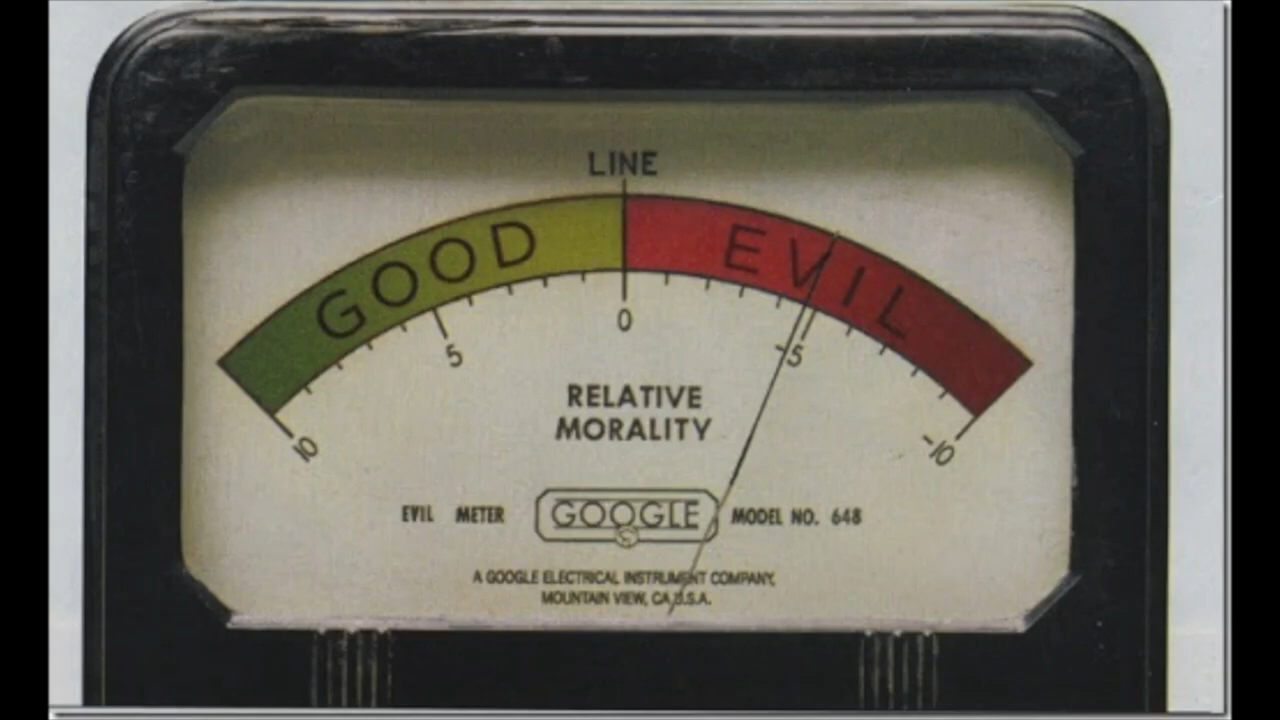 LINE
GOOD EVIL
10 5 0 -5 -10
RELATIVE
MORALITY
EVIL METER GOOGLE MODEL NO. 648
A GOOGLE ELECTRICAL INSTRUMENT COMPANY,
MOUNTAIN VIEW, CA U.S.A.